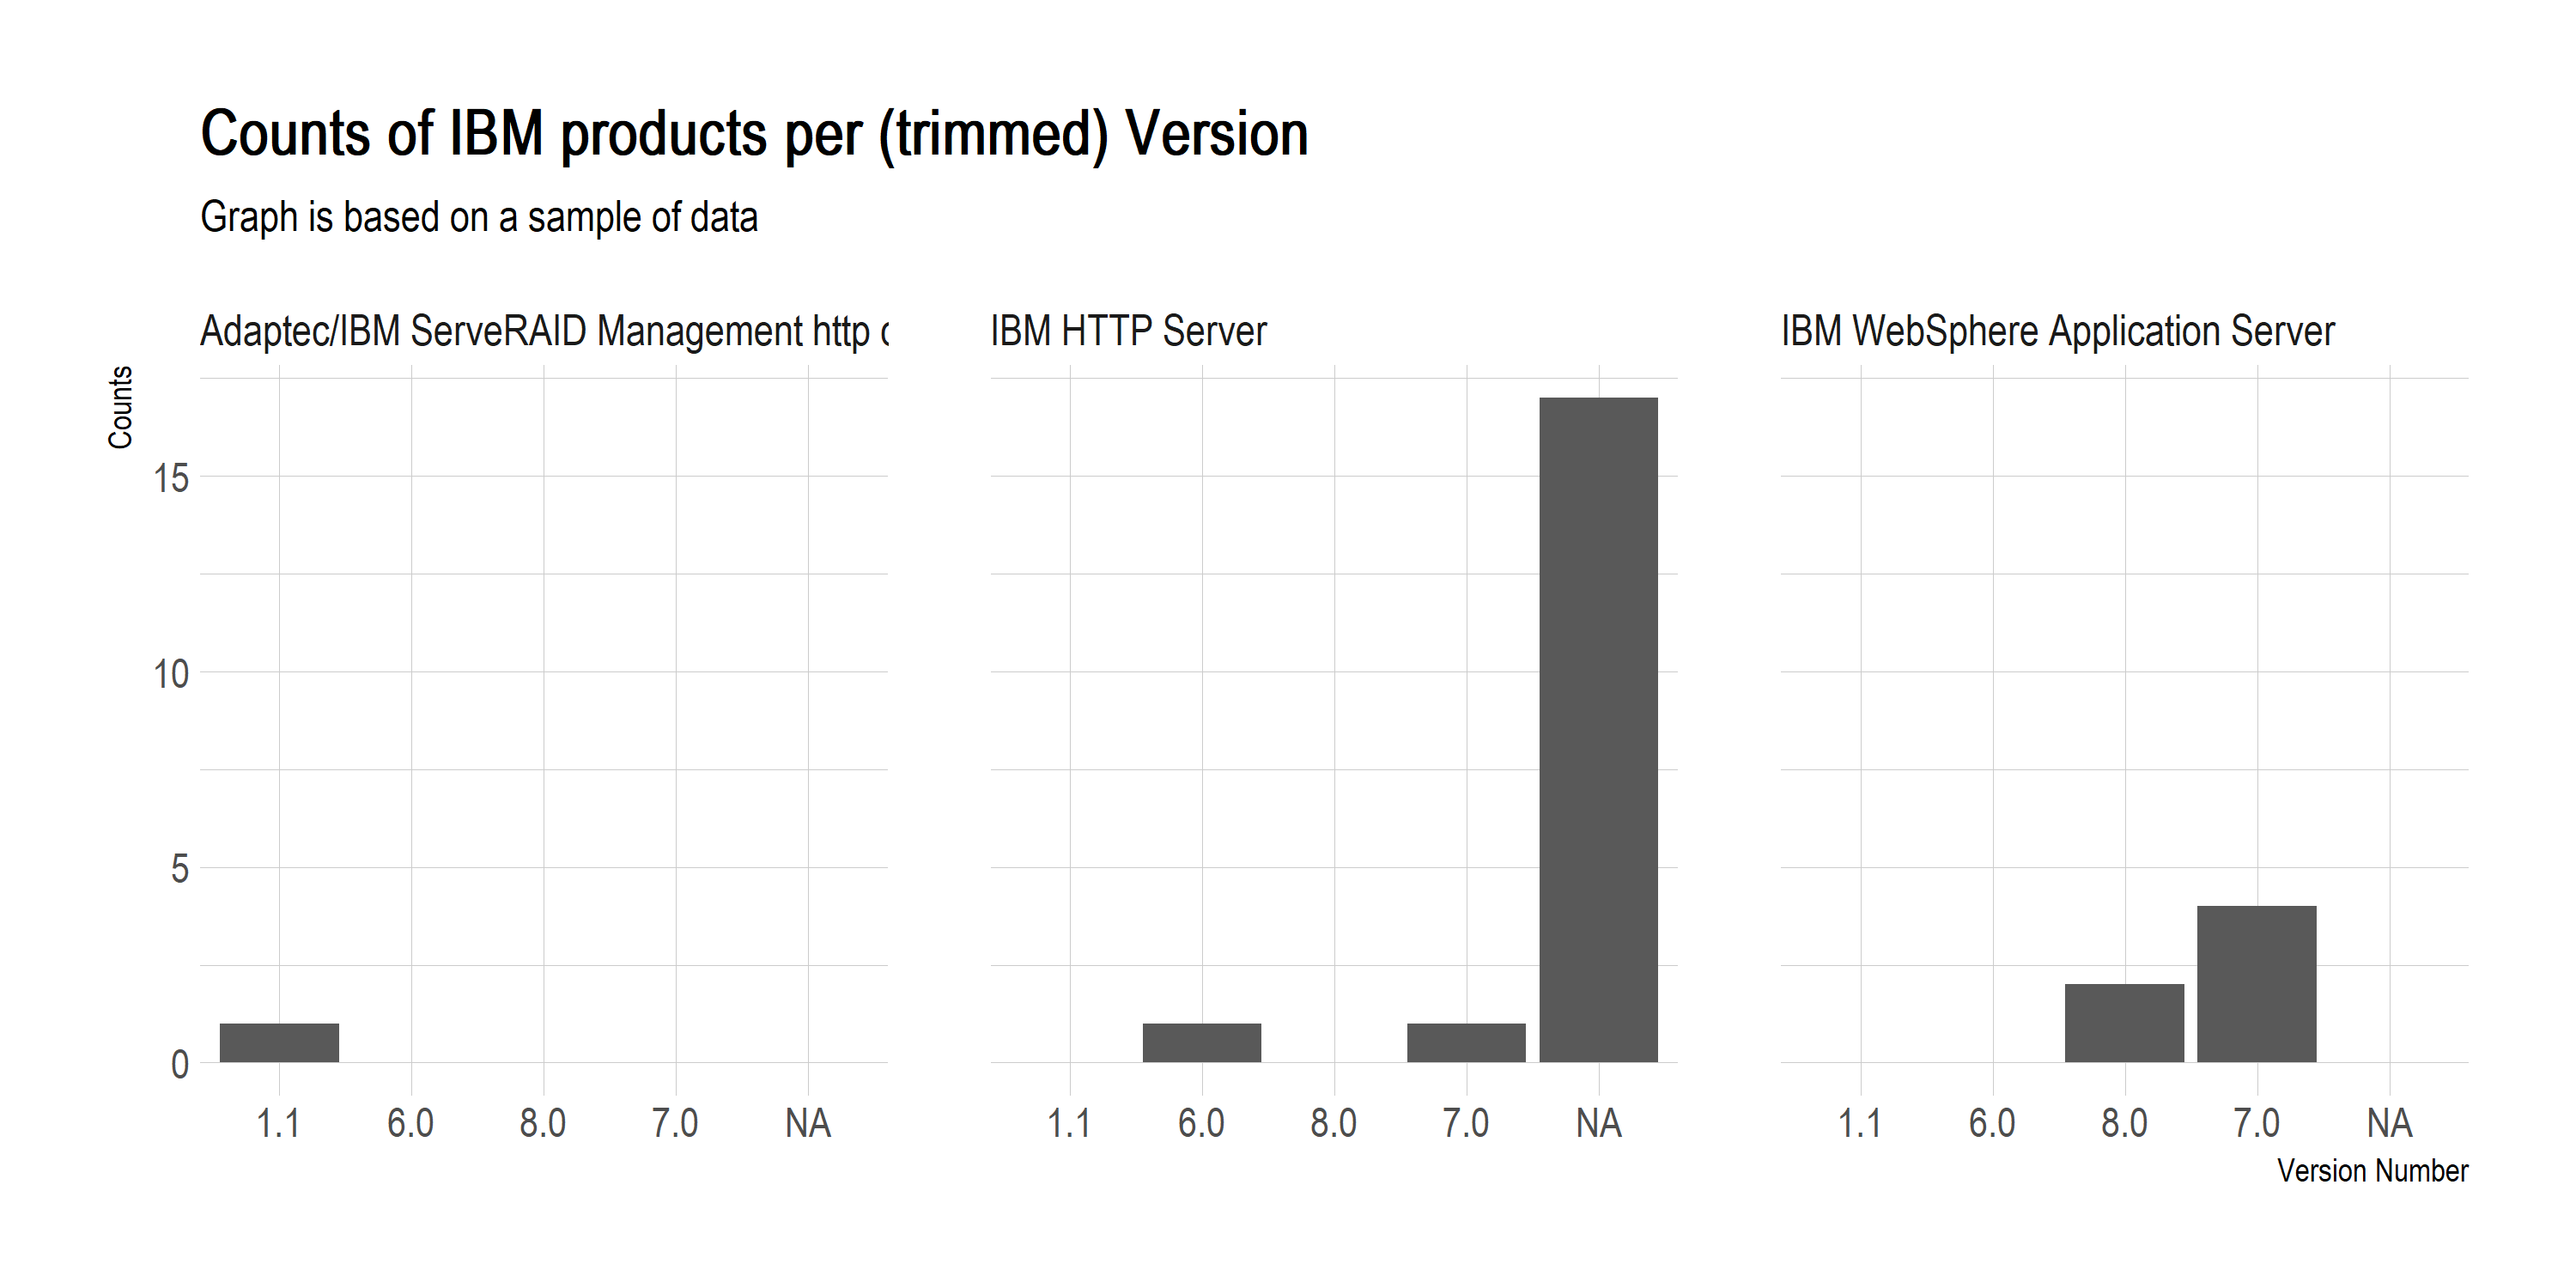 Counts of IBM products per (trimmed) Version
Graph is based on a sample of data
Adaptec/IBM ServeRAID Management http
IBM HTTP Server
IBM WebSphere Application Server
Counts
15
10
5
0
1.1 6.0 8.0 7.0 NA
1.1 6.0 8.0 7.0 NA
1.1 6.0 8.0 7.0 NA
Version Number